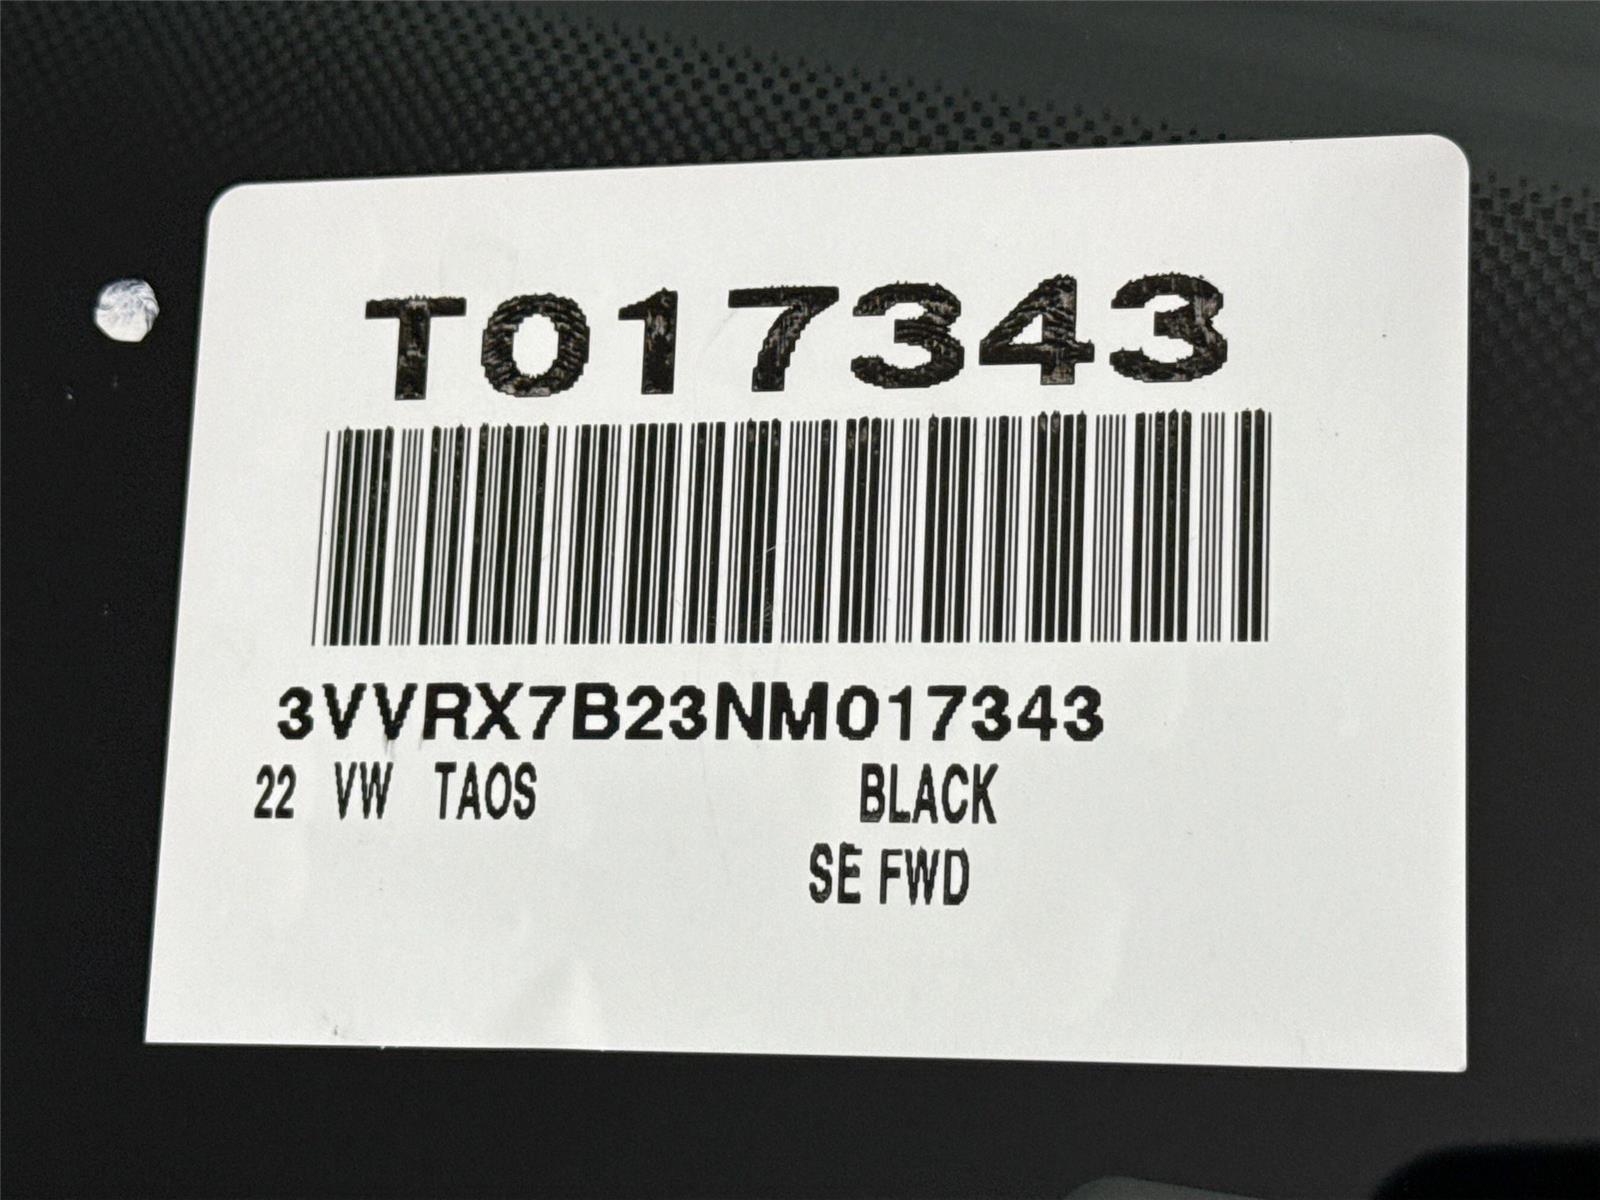 T017343
3VVRX7B23NM017343
22 VW TAOS BLACK
SE FWD